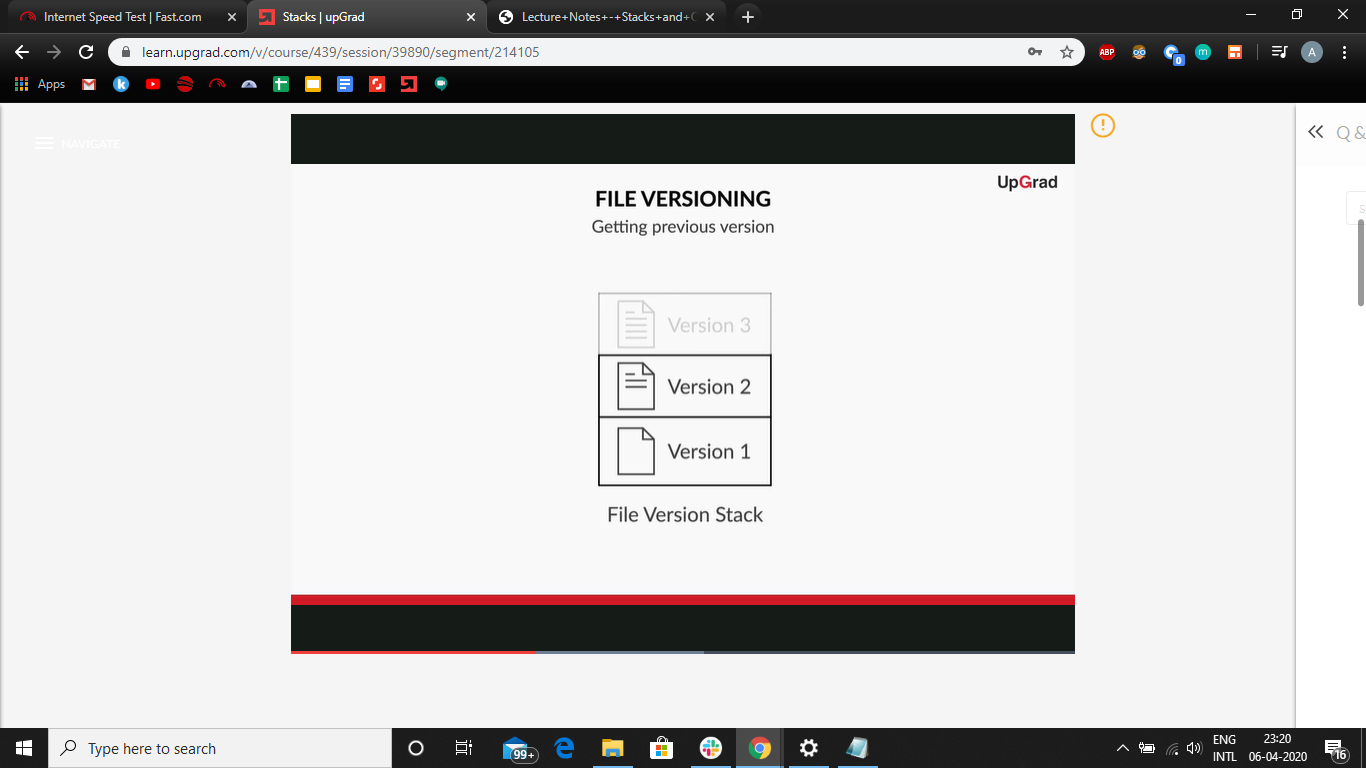 Internet Speed Test | Fast.com
Stacks | upGrad
Lecture+Notes+-+Stacks+and+
learn.upgrad.com/v/course/439/session/39890/segment/214105
ABP
0
m
A
Apps
NAVIGATE
Q &
UpGrad
FILE VERSIONING
Getting previous version
Version 3
Version 2
Version 1
File Version Stack
Type here to search
99+
ENG
INTL
23:20
06-04-2020
16